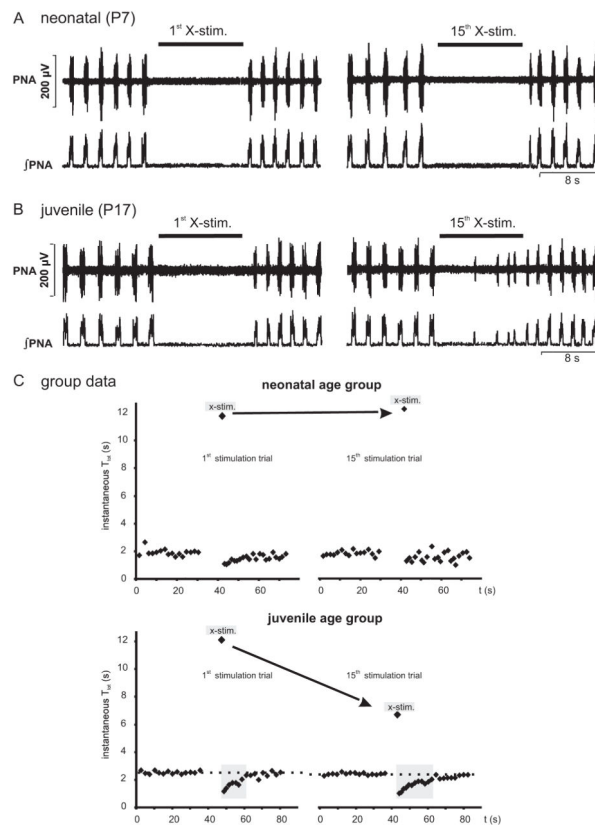 A neonatal (P7)
1st X-stim. 15th X-stim.
PNA
200 µV
∫PNA
8 s
B juvenile (P17)
1st X-stim. 15th X-stim.
PNA
200 µV
∫PNA
8 s
C group data
neonatal age group
x-stim. x-stim.
12
10
8
6
4
2
0
instantaneous Ttot (s)
1st stimulation trial 15th stimulation trial
0 20 40 60 80 0 20 40 60 80 t (s)
juvenile age group
x-stim.
x-stim.
12
10
8
6
4
2
0
instantaneous Ttot (s)
1st stimulation trial 15th stimulation trial
0 20 40 60 80 0 20 40 60 80 t (s)